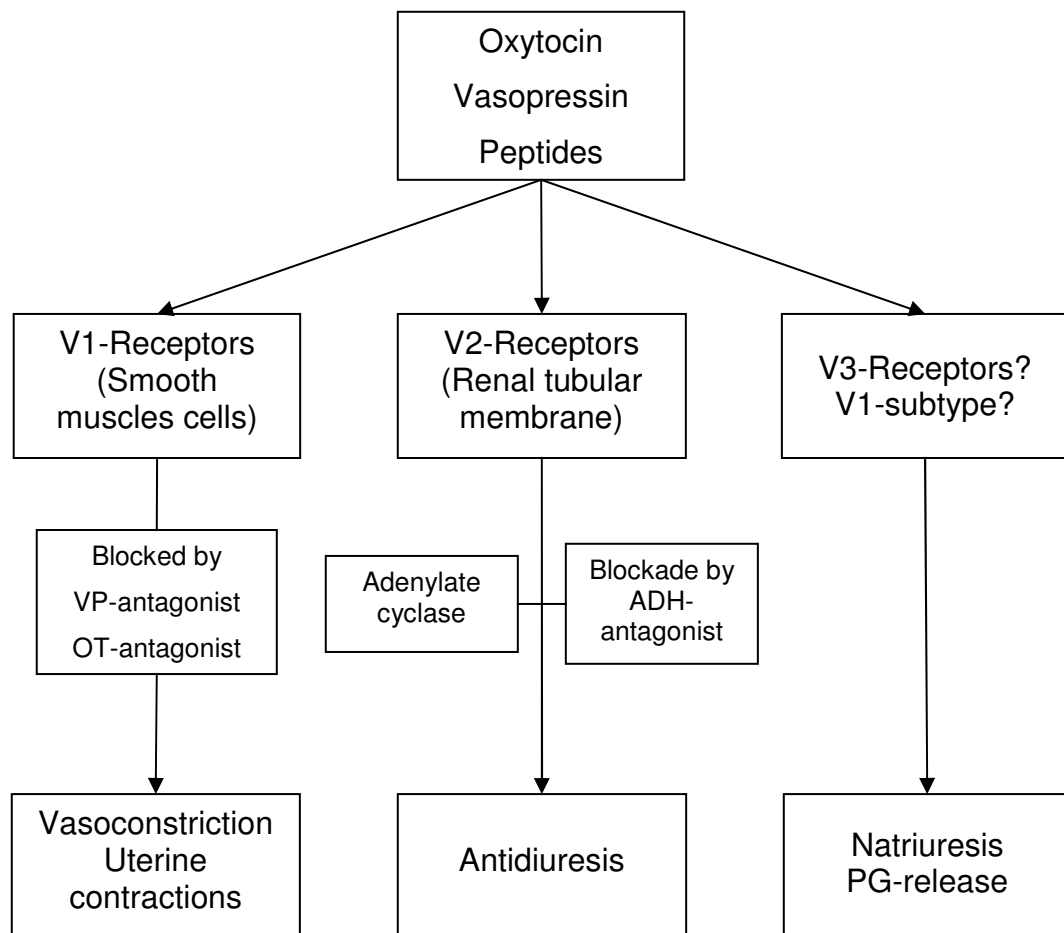 Oxytocin
Vasopressin
Peptides
V1-Receptors
(Smooth
muscles cells)
V2-Receptors
(Renal tubular
membrane)
V3-Receptors?
V1-subtype?
Blocked by
VP-antagonist
OT-antagonist
Adenylate
cyclase
Blockade by
ADH-
antagonist
Vasoconstriction
Uterine
contractions
Antidiuresis
Natriuresis
PG-release